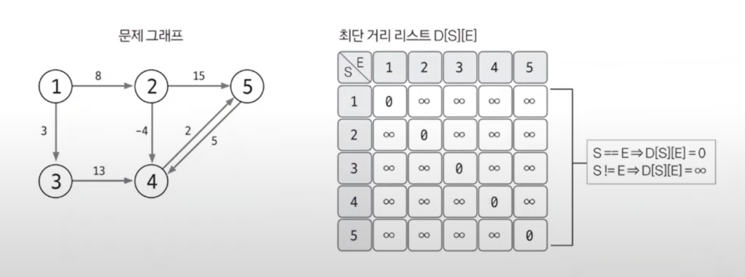 문제 그래프
최단 거리 리스트 D[S][E]
1 8 2 15 5
3 -4 2 5
3 13 4
S E 1 2 3 4 5
1 0 ∞ ∞ ∞ ∞
2 ∞ 0 ∞ ∞ ∞
3 ∞ ∞ 0 ∞ ∞
4 ∞ ∞ ∞ 0 ∞
5 ∞ ∞ ∞ ∞ 0
S == E ⇒ D[S][E] = 0
S != E ⇒ D[S][E] = ∞